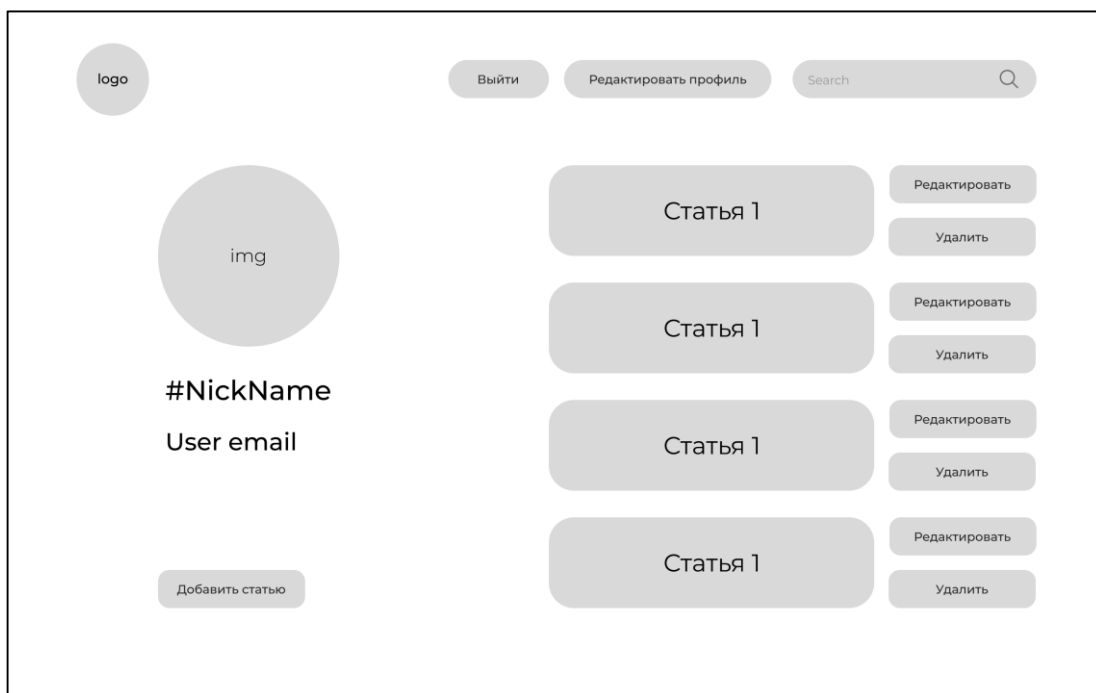 logo
Выйти
Редактировать профиль
Search
img
#NickName
User email
Добавить статью
Статья 1
Редактировать
Удалить
Статья 1
Редактировать
Удалить
Статья 1
Редактировать
Удалить
Статья 1
Редактировать
Удалить